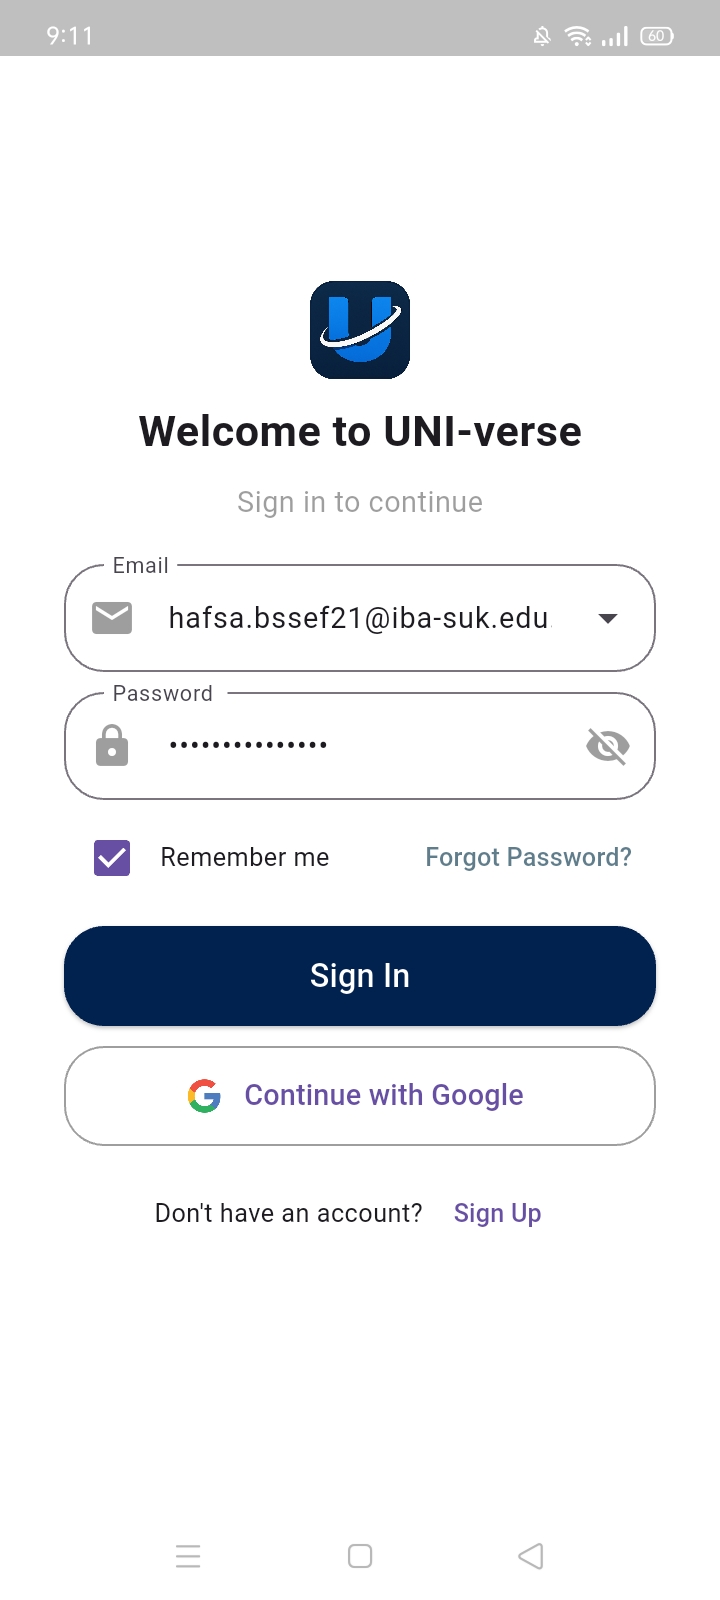 9:11
60
Welcome to UNI-verse
Sign in to continue
Email
hafsa.bssef21@iba-suk.edu.
Password
•••••••••••••••
Remember me
Forgot Password?
Sign In
Continue with Google
Don't have an account? Sign Up